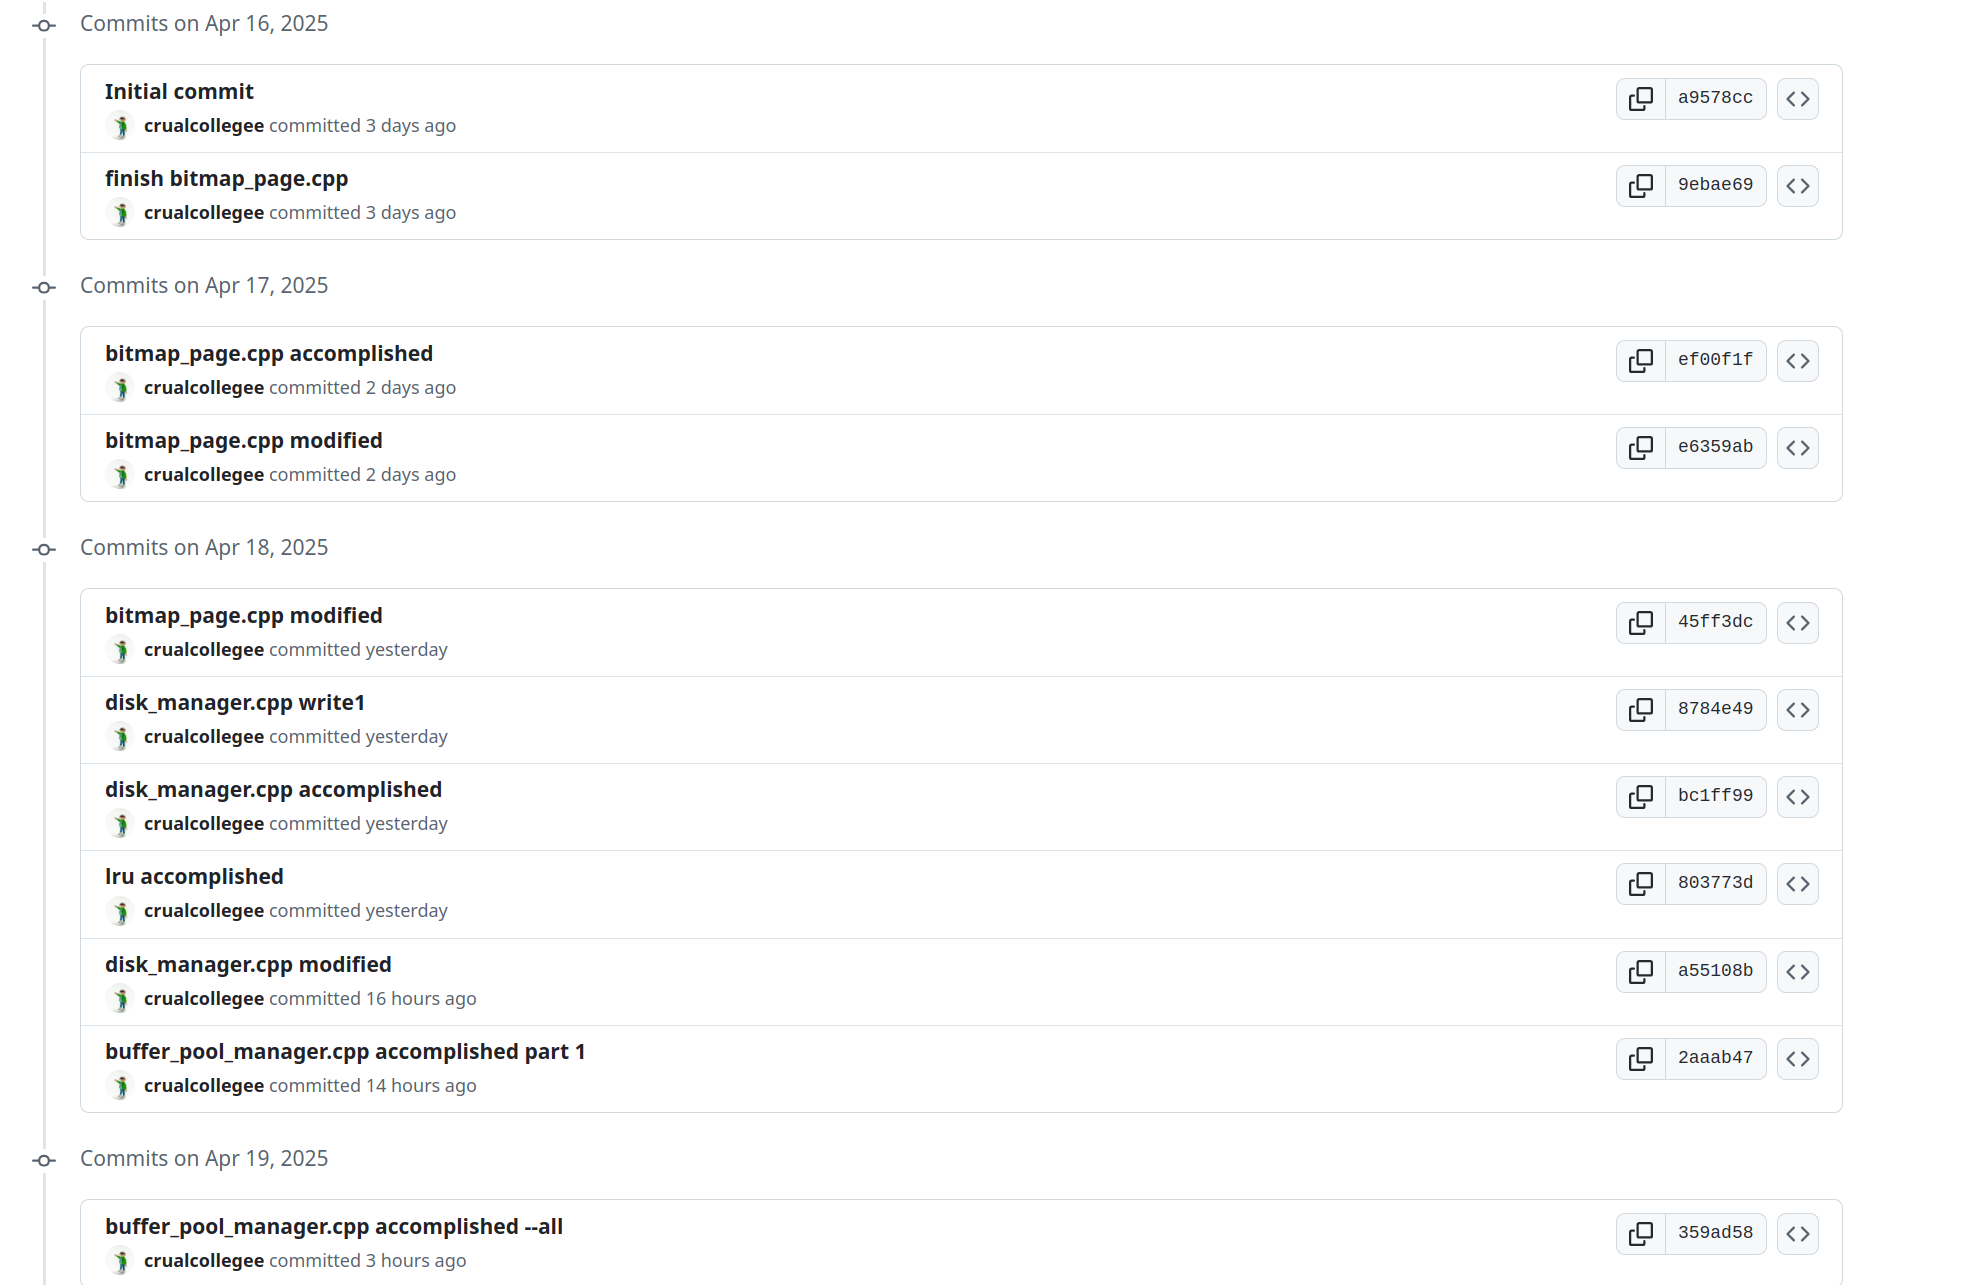 Commits on Apr 16, 2025
Initial commit
crualcollegee committed 3 days ago
a9578cc
finish bitmap_page.cpp
crualcollegee committed 3 days ago
9ebae69
Commits on Apr 17, 2025
bitmap_page.cpp accomplished
crualcollegee committed 2 days ago
ef00f1f
bitmap_page.cpp modified
crualcollegee committed 2 days ago
e6359ab
Commits on Apr 18, 2025
bitmap_page.cpp modified
crualcollegee committed yesterday
45ff3dc
disk_manager.cpp write1
crualcollegee committed yesterday
8784e49
disk_manager.cpp accomplished
crualcollegee committed yesterday
bc1ff99
lru accomplished
crualcollegee committed yesterday
803773d
disk_manager.cpp modified
crualcollegee committed 16 hours ago
a55108b
buffer_pool_manager.cpp accomplished part 1
crualcollegee committed 14 hours ago
2aaab47
Commits on Apr 19, 2025
buffer_pool_manager.cpp accomplished --all
crualcollegee committed 3 hours ago
359ad58